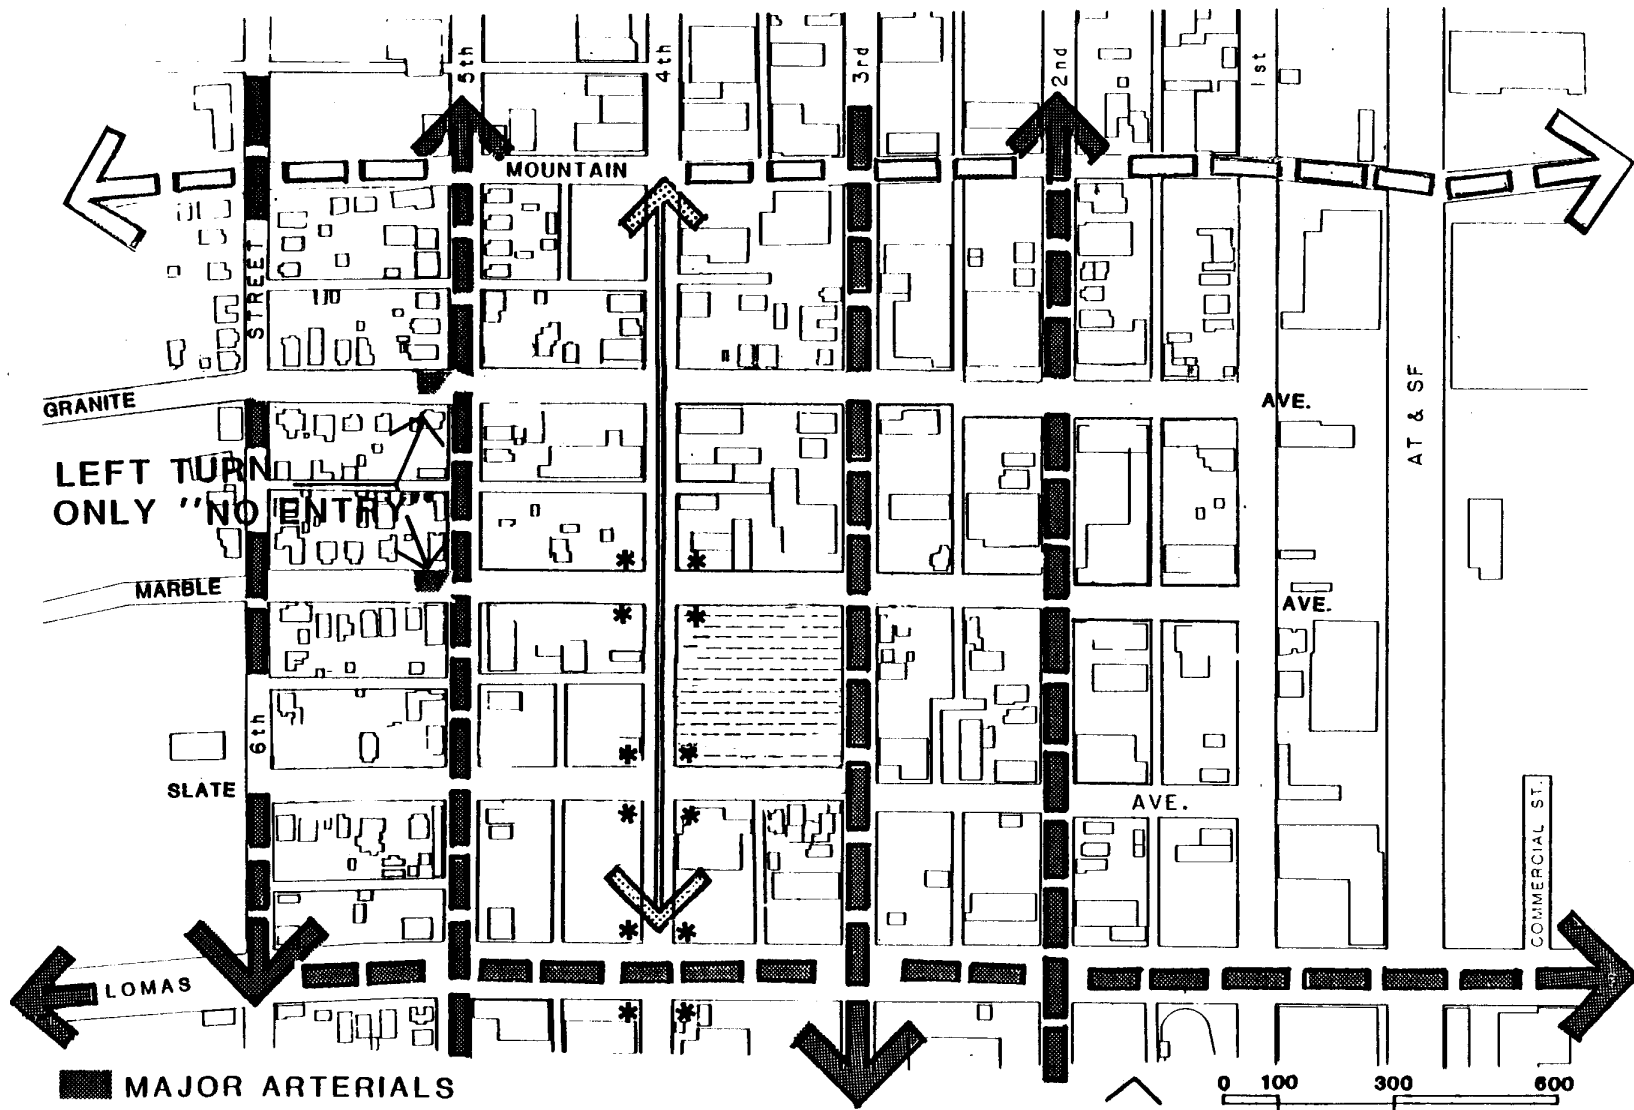 5th
4th
3rd
2nd
1st
MOUNTAIN
STREET
GRANITE
AVE.
AT & SF
LEFT TURN
ONLY "NO ENTRY"
MARBLE
AVE.
6th
SLATE
AVE.
COMMERCIAL ST.
LOMAS
MAJOR ARTERIALS
0 100 300 600